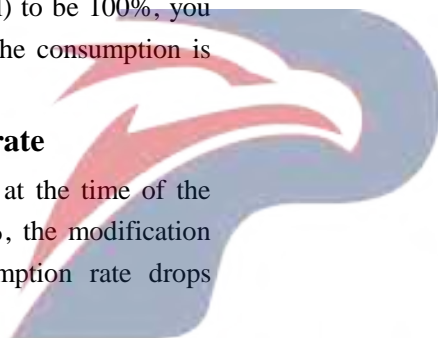 l) to be 100%, you
he consumption is
rate
at the time of the
%, the modification
mption rate drops